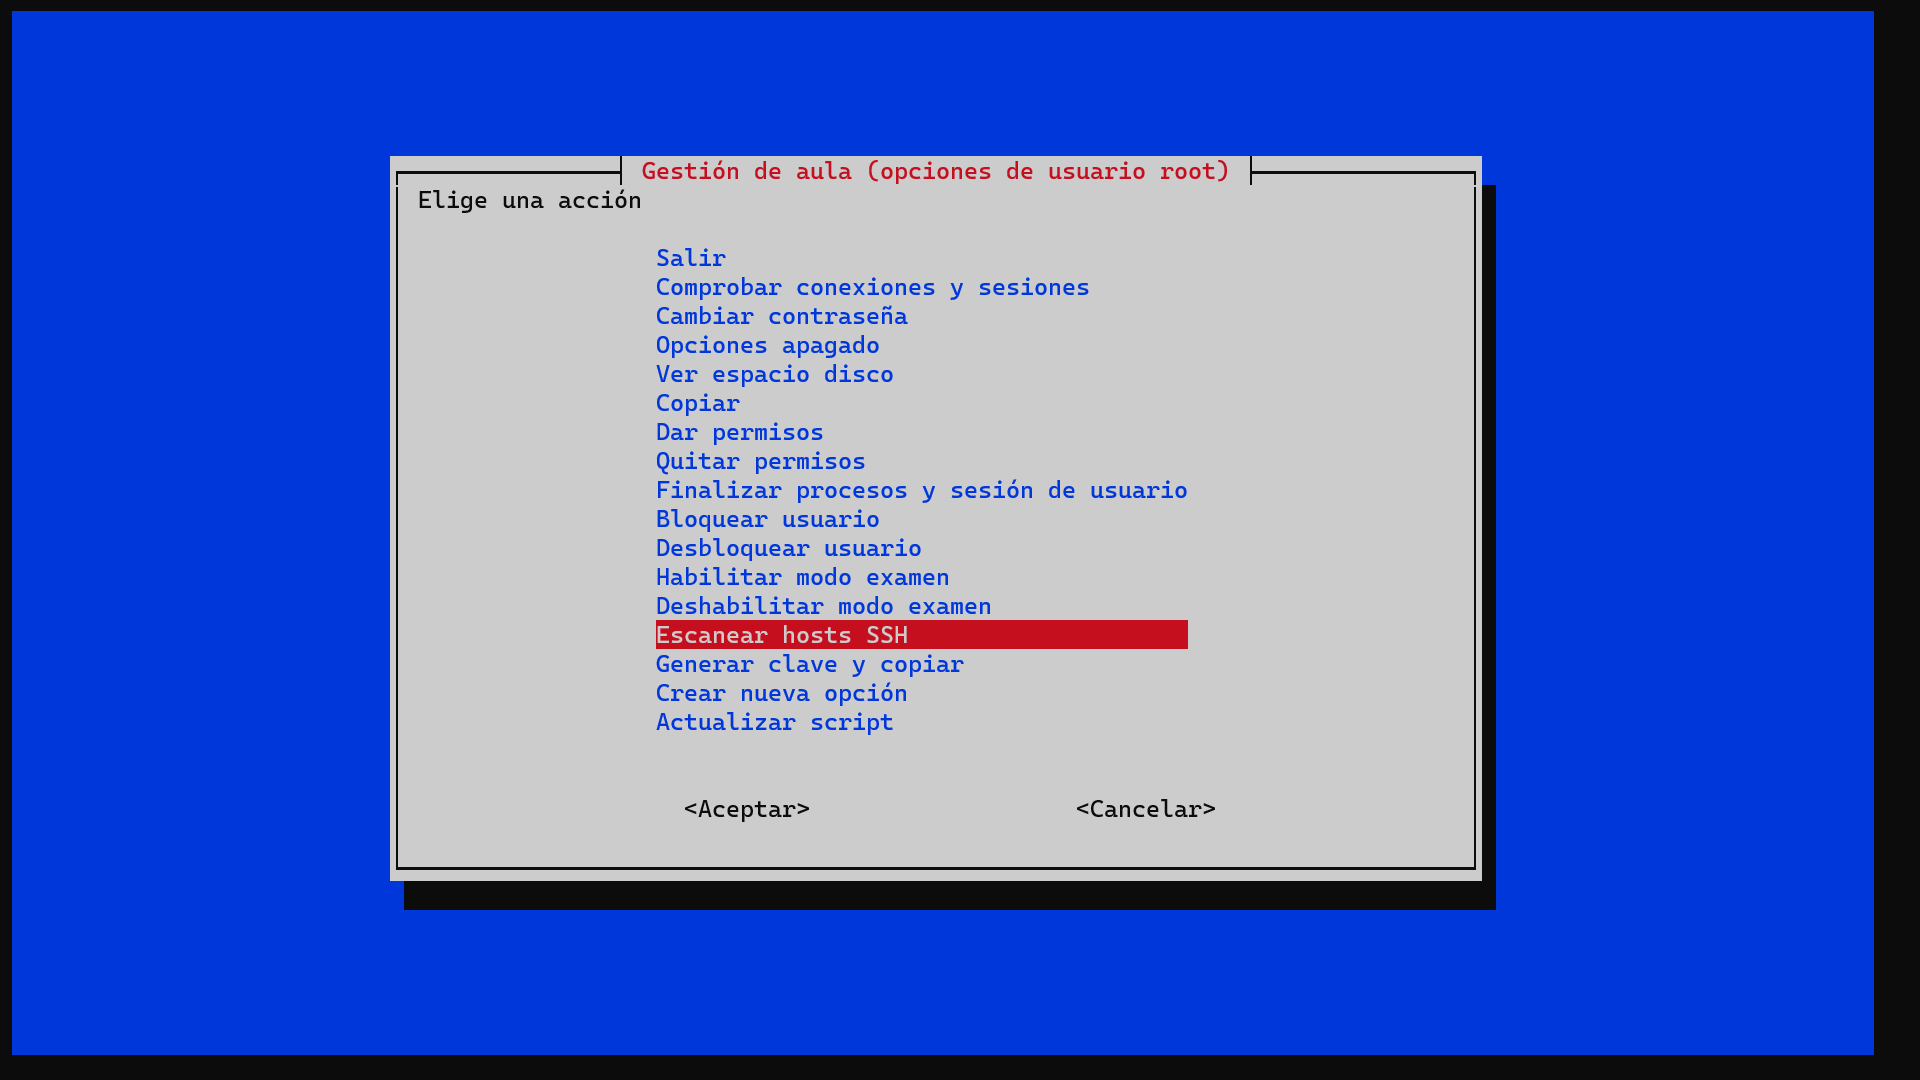 Gestión de aula (opciones de usuario root)
Elige una acción
Salir
Comprobar conexiones y sesiones
Cambiar contraseña
Opciones apagado
Ver espacio disco
Copiar
Dar permisos
Quitar permisos
Finalizar procesos y sesión de usuario
Bloquear usuario
Desbloquear usuario
Habilitar modo examen
Deshabilitar modo examen
Escanear hosts SSH
Generar clave y copiar
Crear nueva opción
Actualizar script
<Aceptar> <Cancelar>